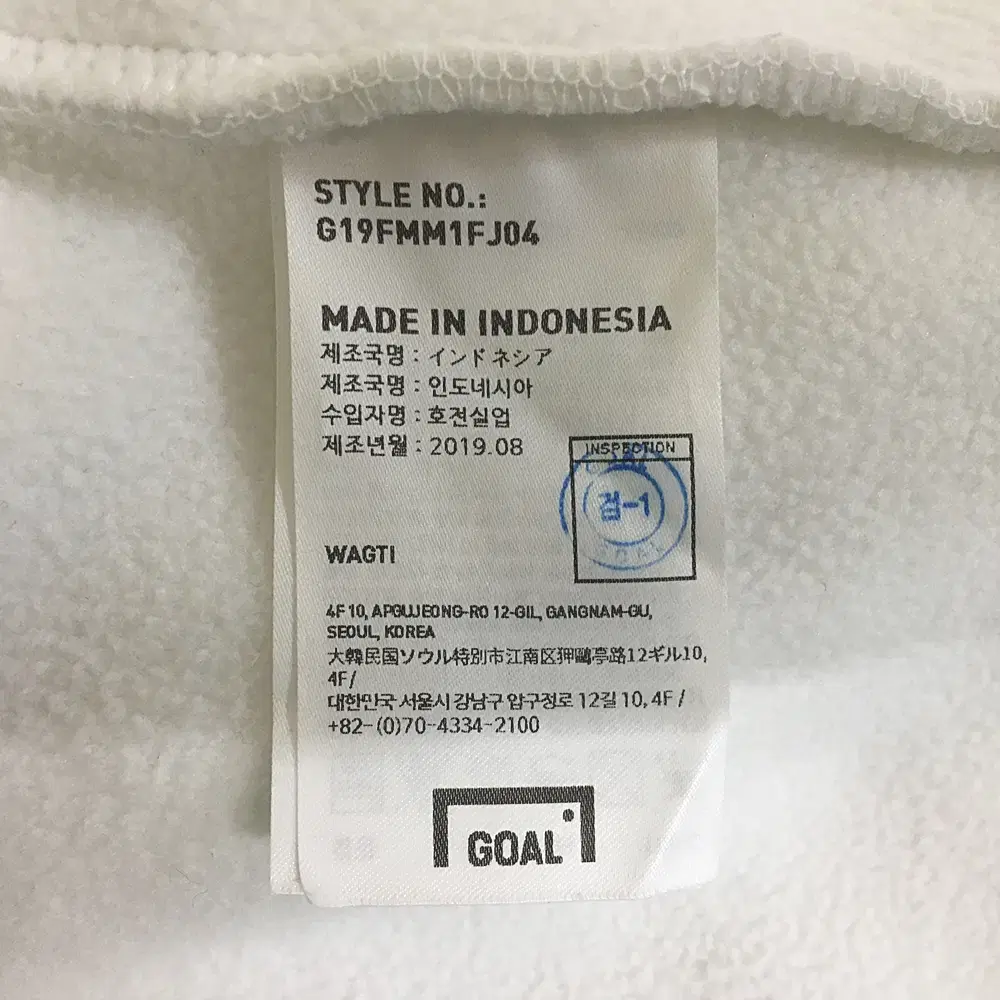 STYLE NO.:
G19FMM1FJ04
MADE IN INDONESIA
제조국명 : インドネシア
제조국명 : 인도네시아
수입자명 : 호전실업
제조년월 : 2019.08
INSPECTION
검-1
GOAL
WAGTI
4F 10, APGUJEONG-RO 12-GIL, GANGNAM-GU,
SEOUL, KOREA
大韓民国ソウル特別市江南区狎鷗亭路12ギル10,
4F/
대한민국 서울시 강남구 압구정로 12길 10, 4F /
+82-(0)70-4334-2100
GOAL